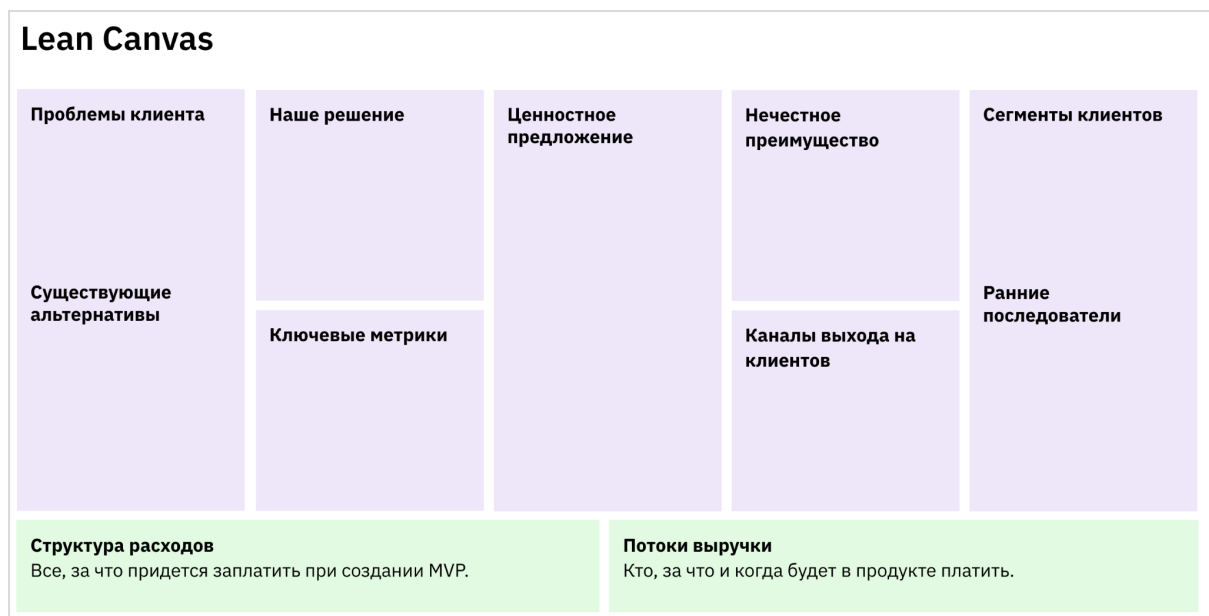 Lean Canvas
Проблемы клиента
Существующие
альтернативы
Наше решение
Ключевые метрики
Ценностное
предложение
Нечестное
преимущество
Каналы выхода на
клиентов
Сегменты клиентов
Ранние
последователи
Структура расходов
Все, за что придется заплатить при создании MVP.
Потоки выручки
Кто, за что и когда будет в продукте платить.